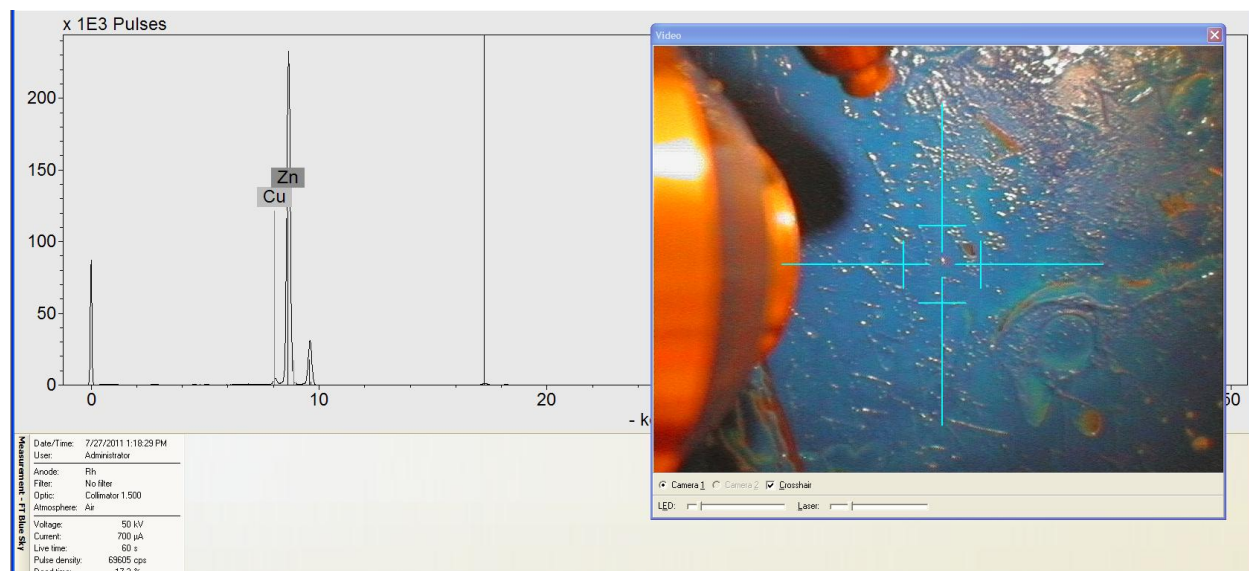 x 1E3 Pulses
200
150
100
50
0
Zn
Cu
0
10
20
50
- k
Video
Camera 1
Camera 2
Crosshair
LED:
Laser:
Measurement - FT Blue Sky
Date/Time: 7/27/2011 1:18:29 PM
User: Administrator
Anode: Rh
Filter: No filter
Optic: Collimator 1.500
Atmosphere: Air
Voltage: 50 kV
Current: 700 µA
Live time: 60 s
Pulse density: 69605 cps